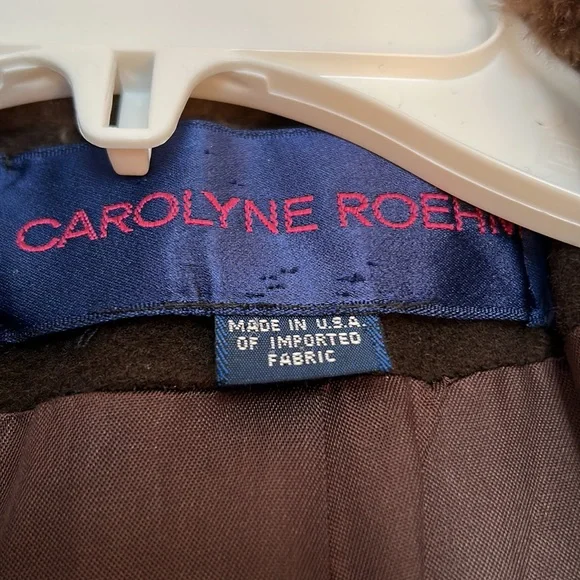 CAROLYNE ROEHM
MADE IN U.S.A.
OF IMPORTED
FABRIC